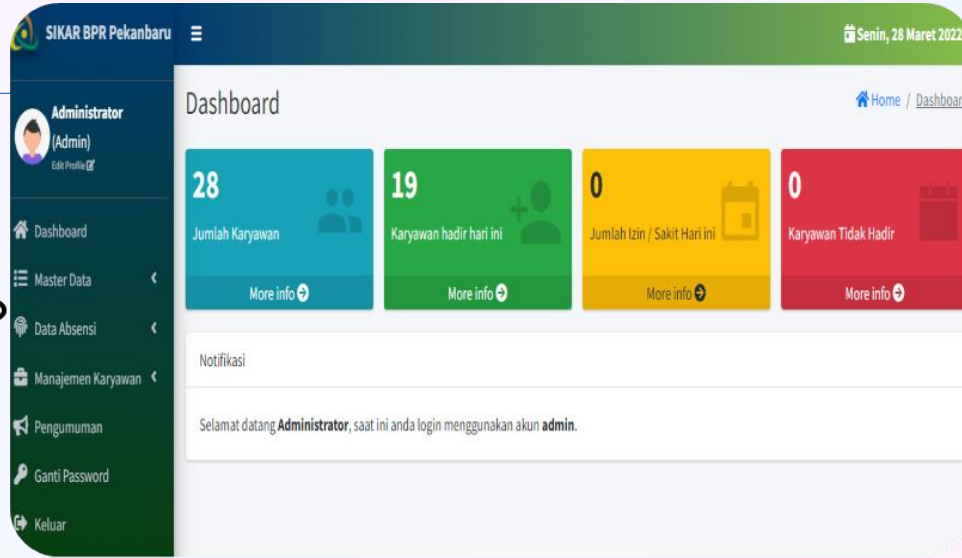 SIKAR BPR Pekanbaru
Senin, 28 Maret 2022
Administrator
(Admin)
Edit Profile
Dashboard
Master Data
Data Absensi
Manajemen Karyawan
Pengumuman
Ganti Password
Keluar
Dashboard
Home / Dashboar
28
Jumlah Karyawan
More info
19
Karyawan hadir hari ini
More info
0
Jumlah Izin / Sakit Hari ini
More info
0
Karyawan Tidak Hadir
More info
Notifikasi
Selamat datang Administrator, saat ini anda login menggunakan akun admin.